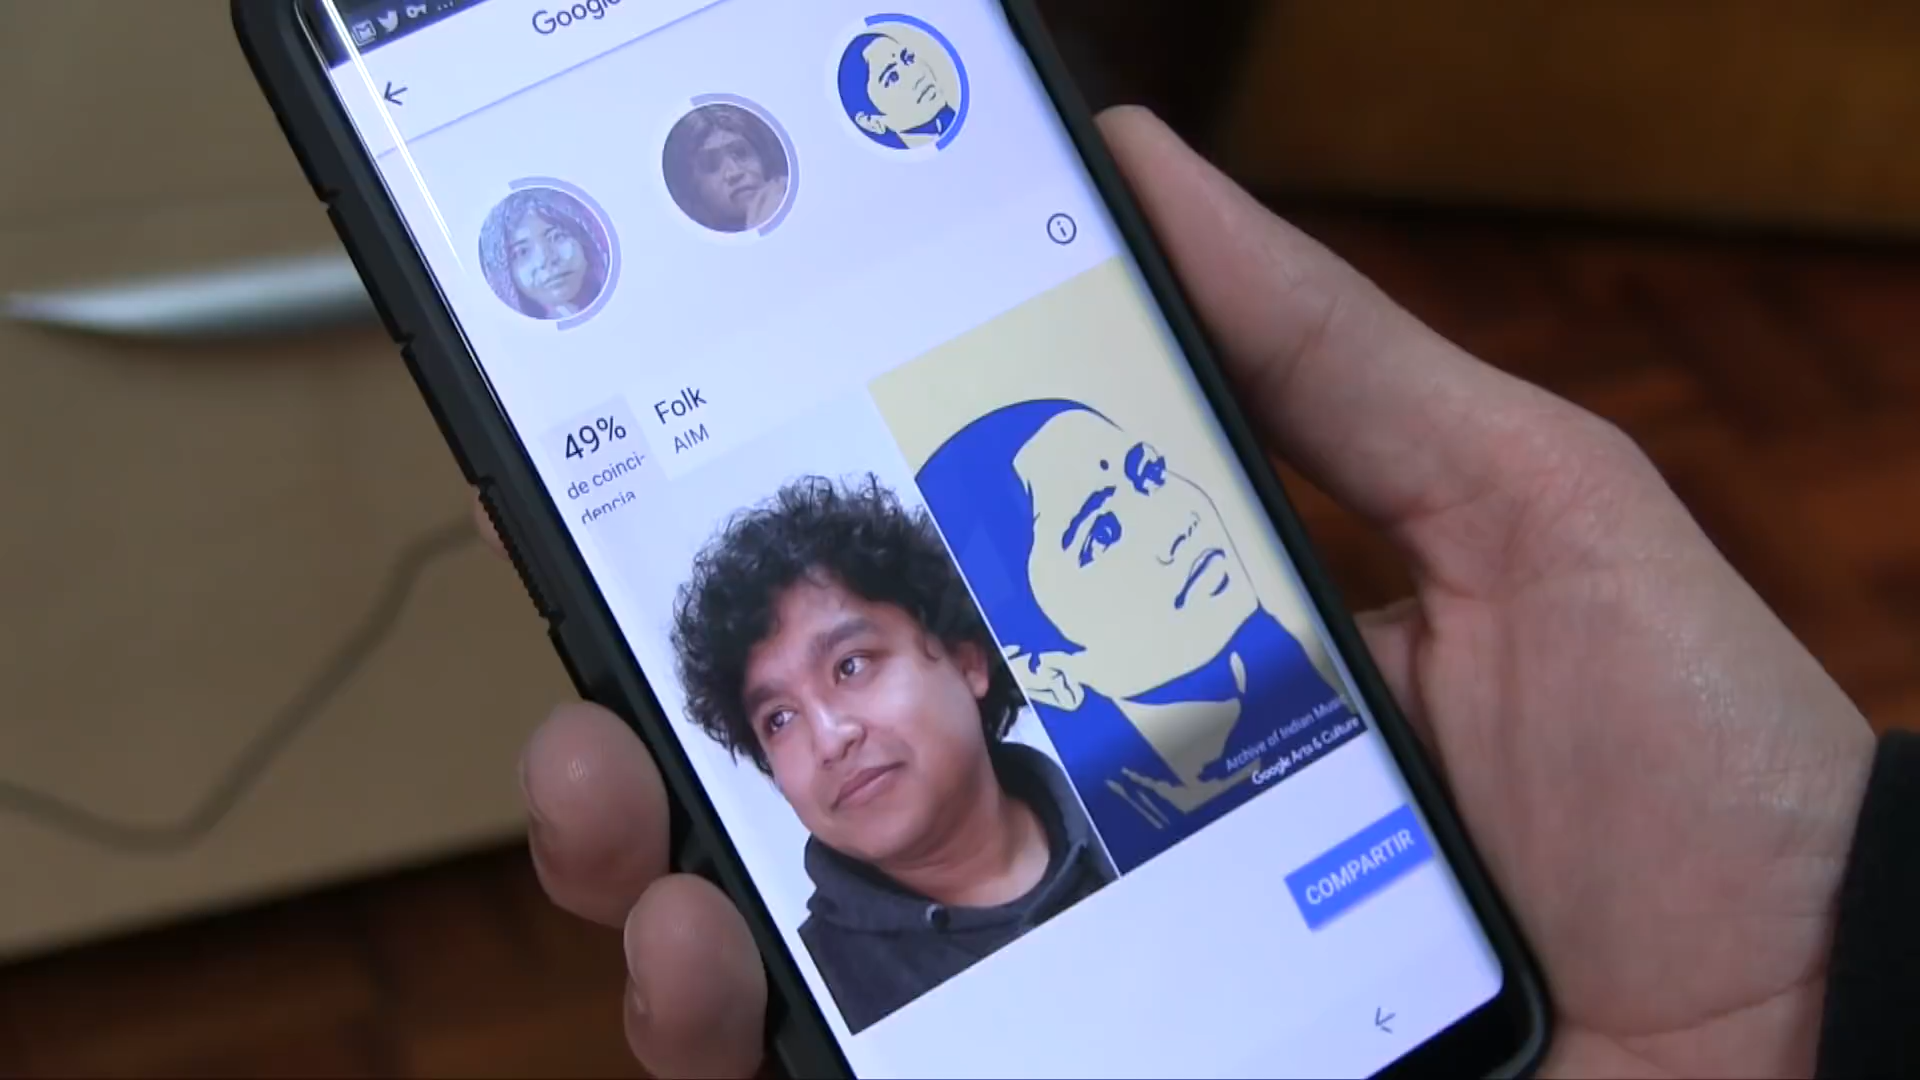 Google
49%
de coinci-
dencia
Folk
AIM
Archive of Indian Music
Google Arts & Culture
COMPARTIR